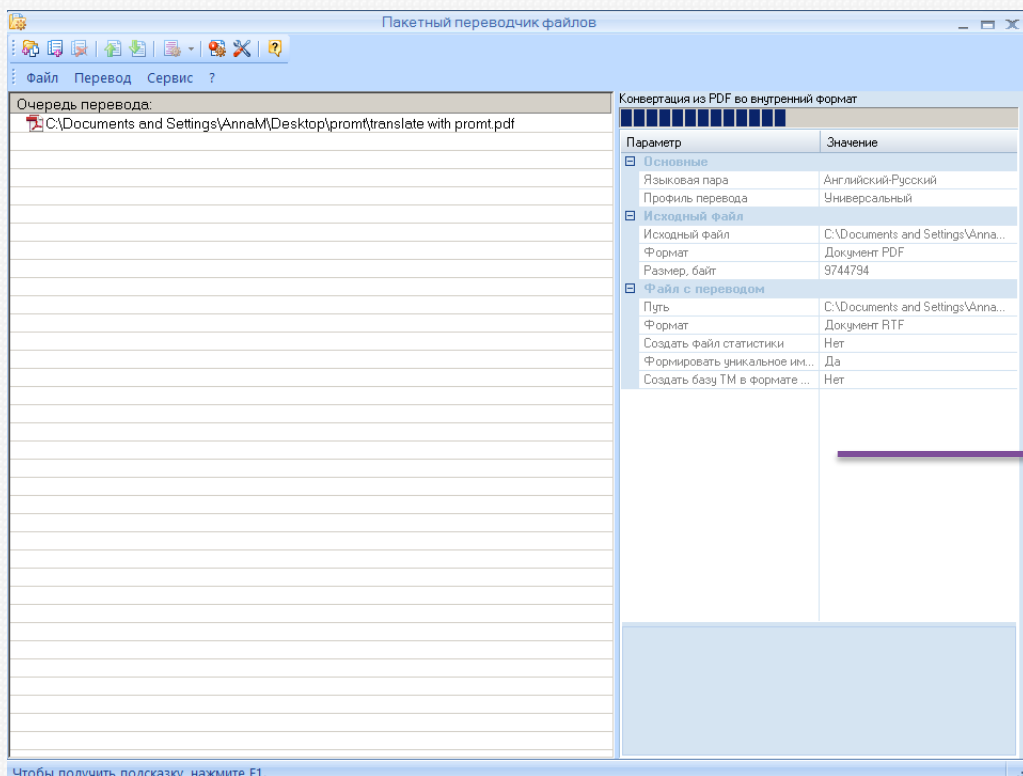 Пакетный переводчик файлов
Файл Перевод Сервис ?
Очередь перевода:
C:\Documents and Settings\AnnaM\Desktop\promt\translate with promt.pdf
Конвертация из PDF во внутренний формат
Параметр Значение
Основные
Языковая пара Английский-Русский
Профиль перевода Универсальный
Исходный файл
Исходный файл C:\Documents and Settings\Anna...
Формат Документ PDF
Размер, байт 9744794
Файл с переводом
Путь C:\Documents and Settings\Anna...
Формат Документ RTF
Создать файл статистики Нет
Формировать уникальное им... Да
Создать базу ТМ в формате ... Нет
Чтобы получить подсказку, нажмите F1